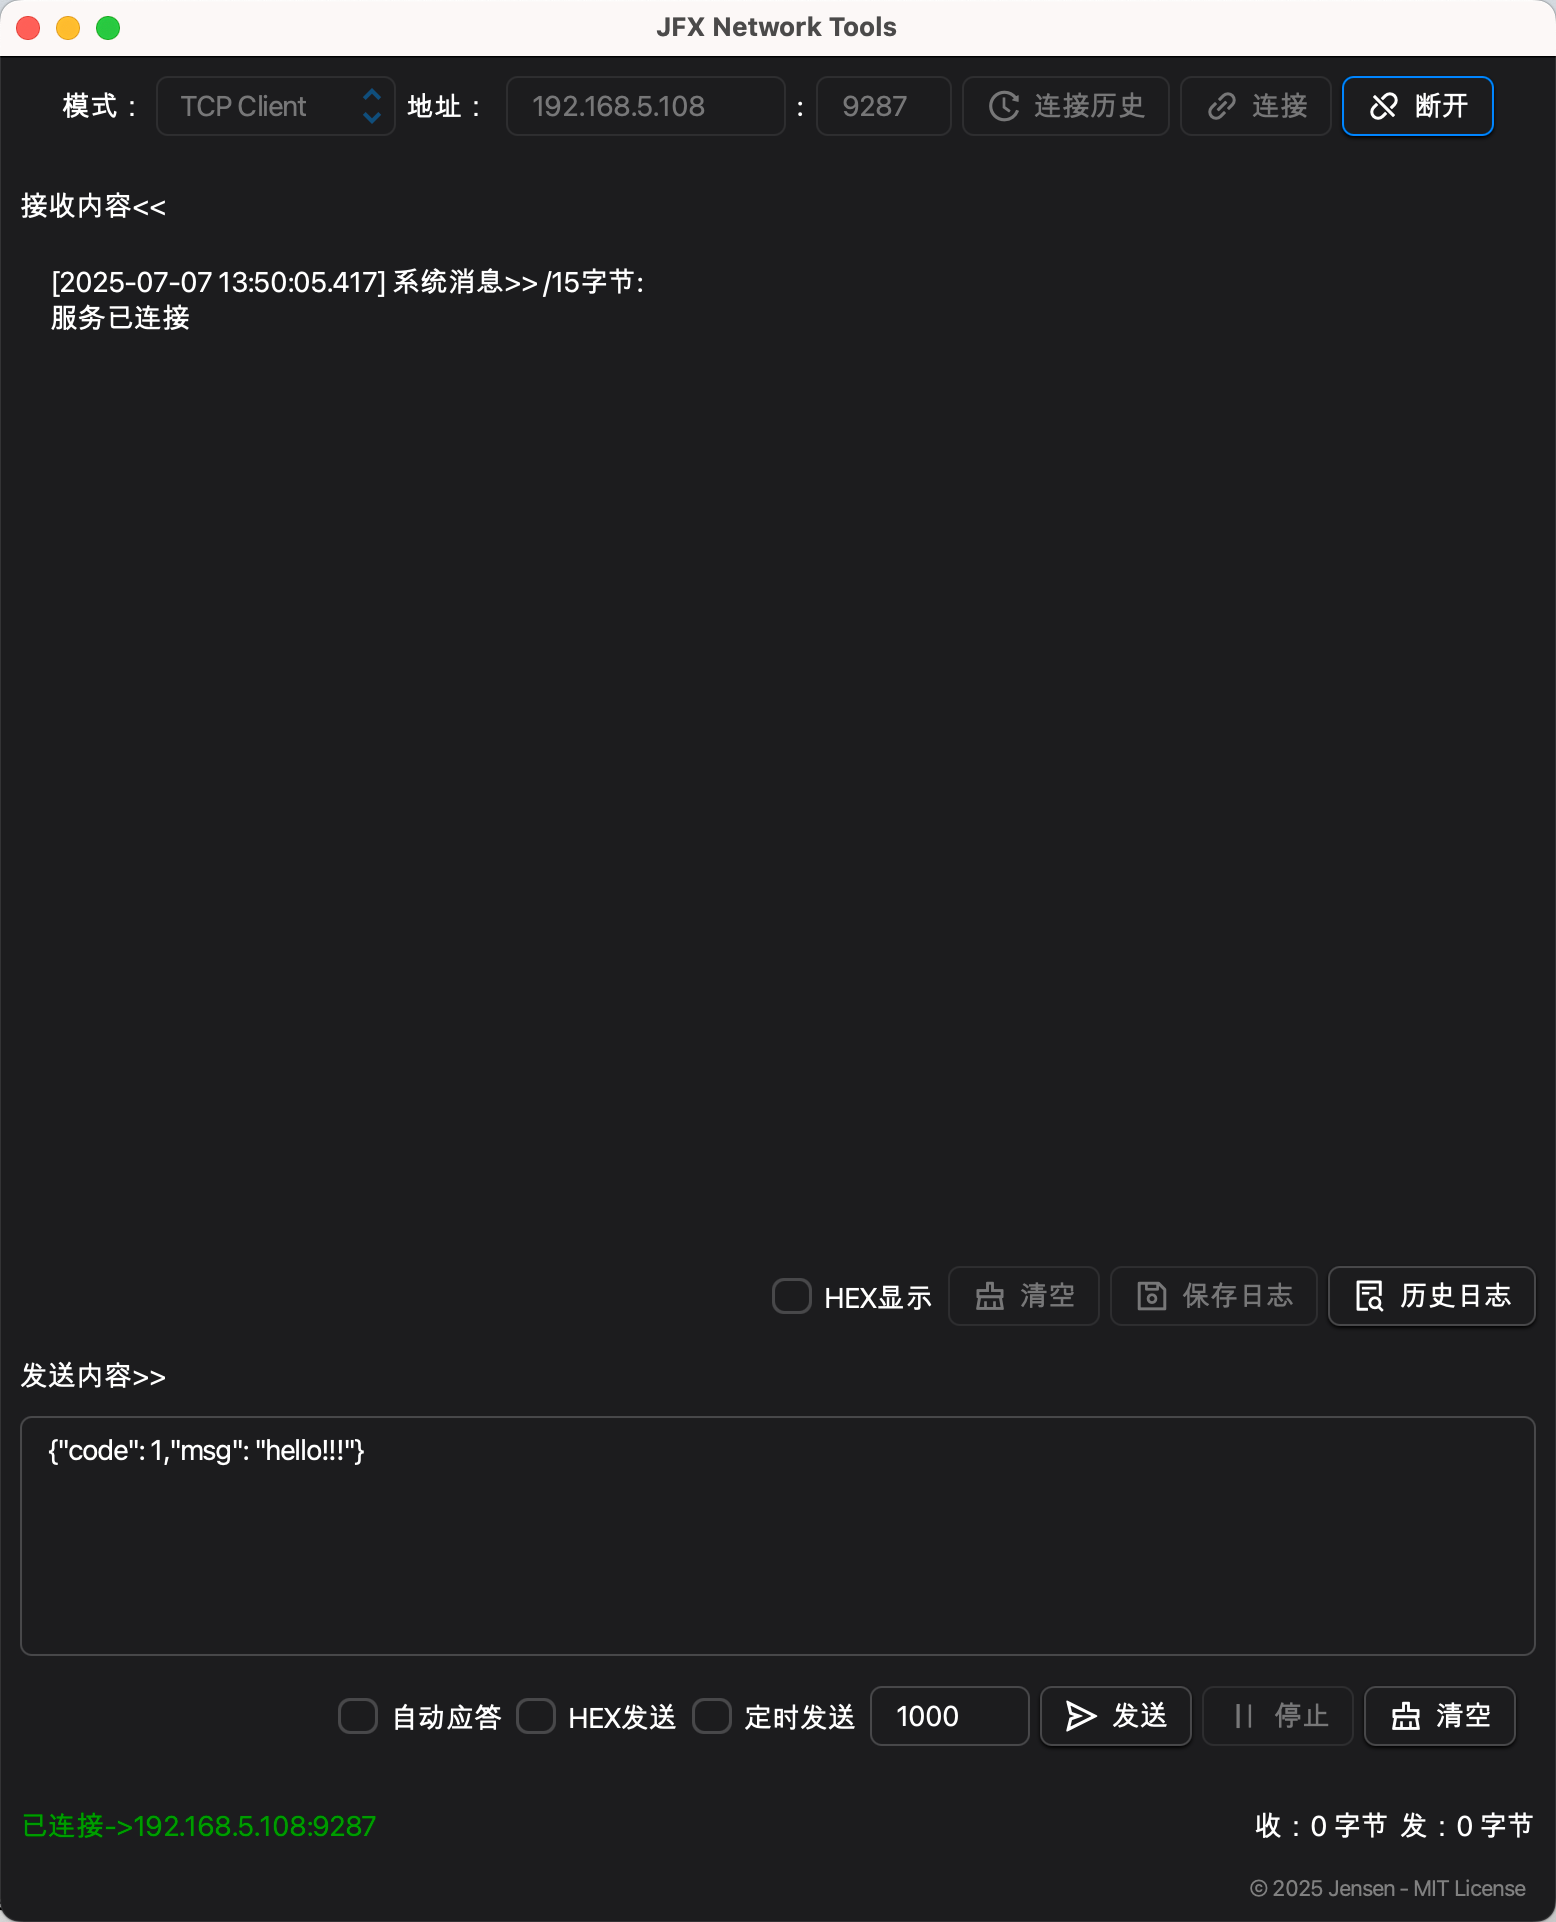 JFX Network Tools
模式： TCP Client 地址： 192.168.5.108 : 9287 连接历史 连接 断开
接收内容<<
[2025-07-07 13:50:05.417] 系统消息>> /15字节:
服务已连接
HEX显示 清空 保存日志 历史日志
发送内容>>
{"code": 1,"msg": "hello!!!"}
自动应答 HEX发送 定时发送 1000 发送 停止 清空
已连接->192.168.5.108:9287 收：0 字节 发：0 字节
© 2025 Jensen - MIT License